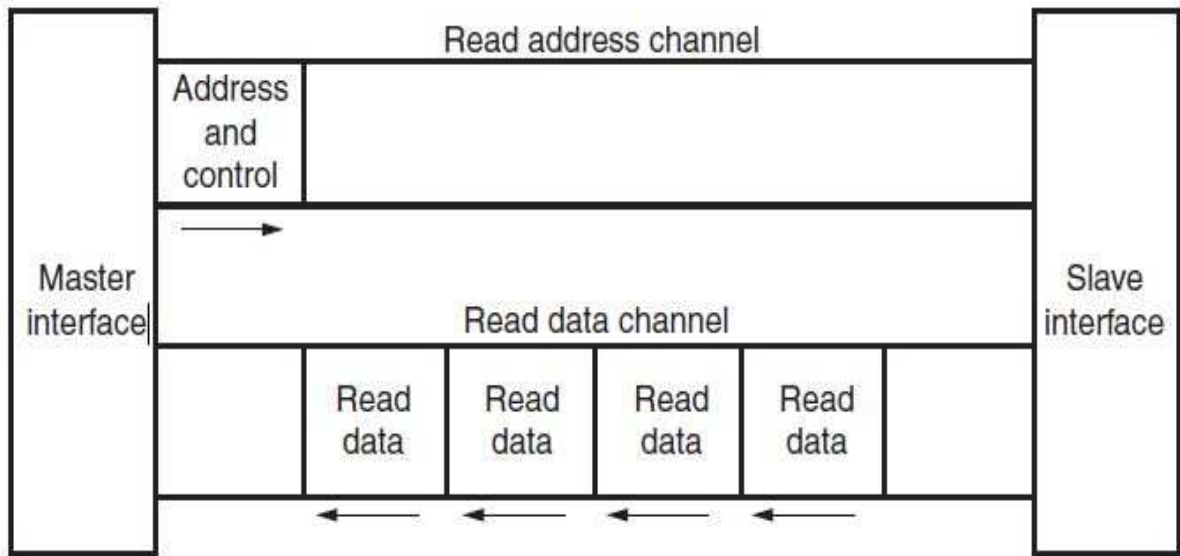 Read address channel
Address
and
control
Master
interface
Slave
interface
Read data channel
Read
data
Read
data
Read
data
Read
data